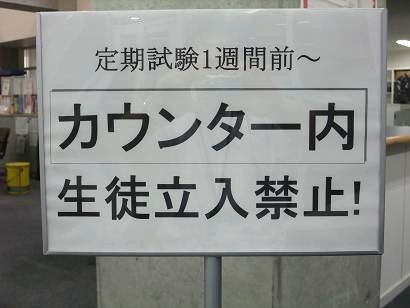 定期試験1週間前～
カウンター内
生徒立入禁止!